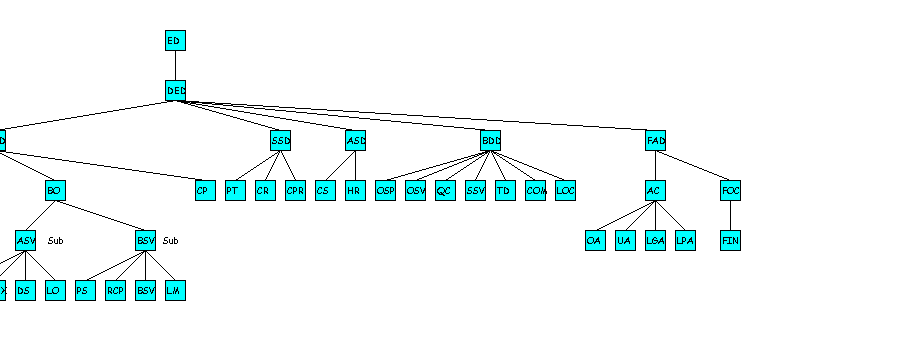 ED
DED
D
SSD
ASD
BDD
FAD
BO
CP
PT
CR
CPR
CS
HR
OSP
OSV
QC
SSV
TD
COM
LOC
AC
FOC
ASV
Sub
BSV
Sub
OA
UA
LGA
LPA
FIN
X
DS
LO
PS
RCP
BSV
LM